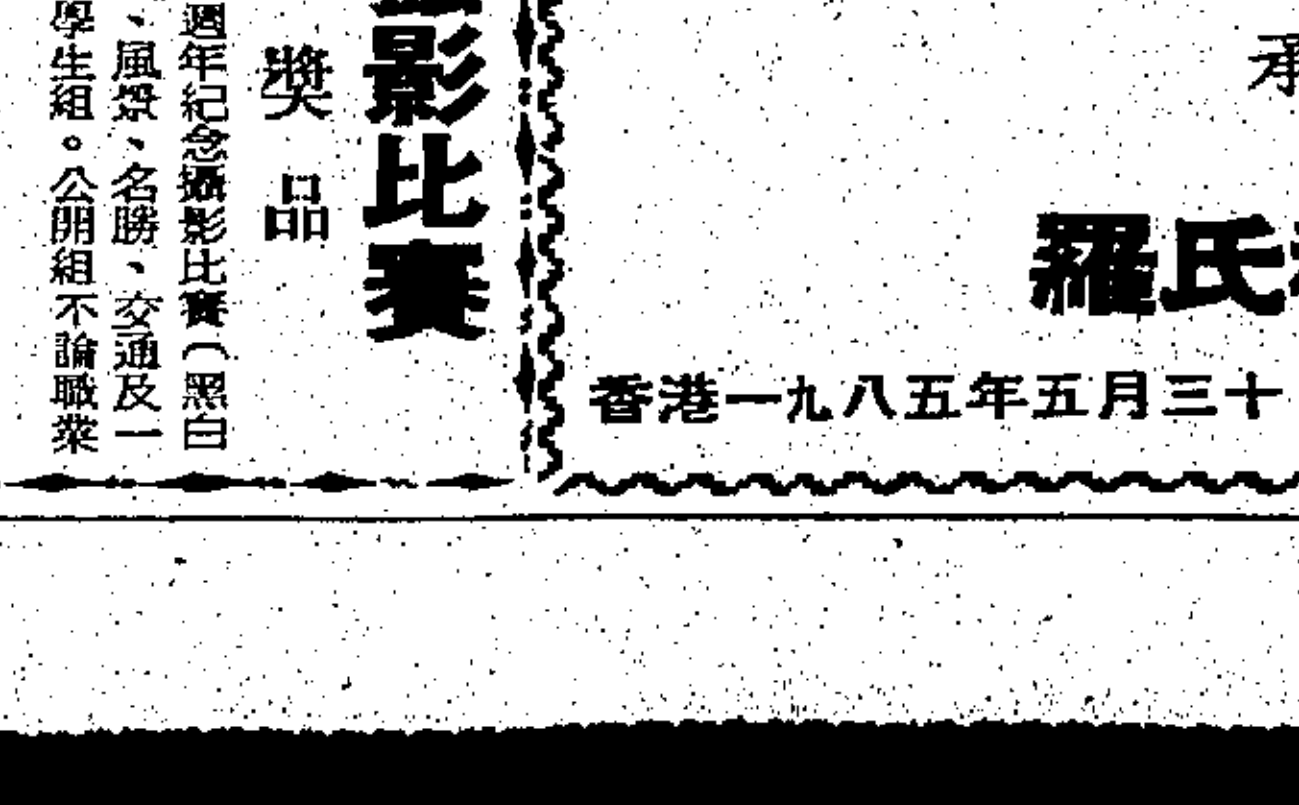 承
羅氏
香港一九八五年五月三十
影比賽
獎品
週年紀念攝影比賽（黑白
、風景、名勝、交通及一
學生組。公開組不論職業